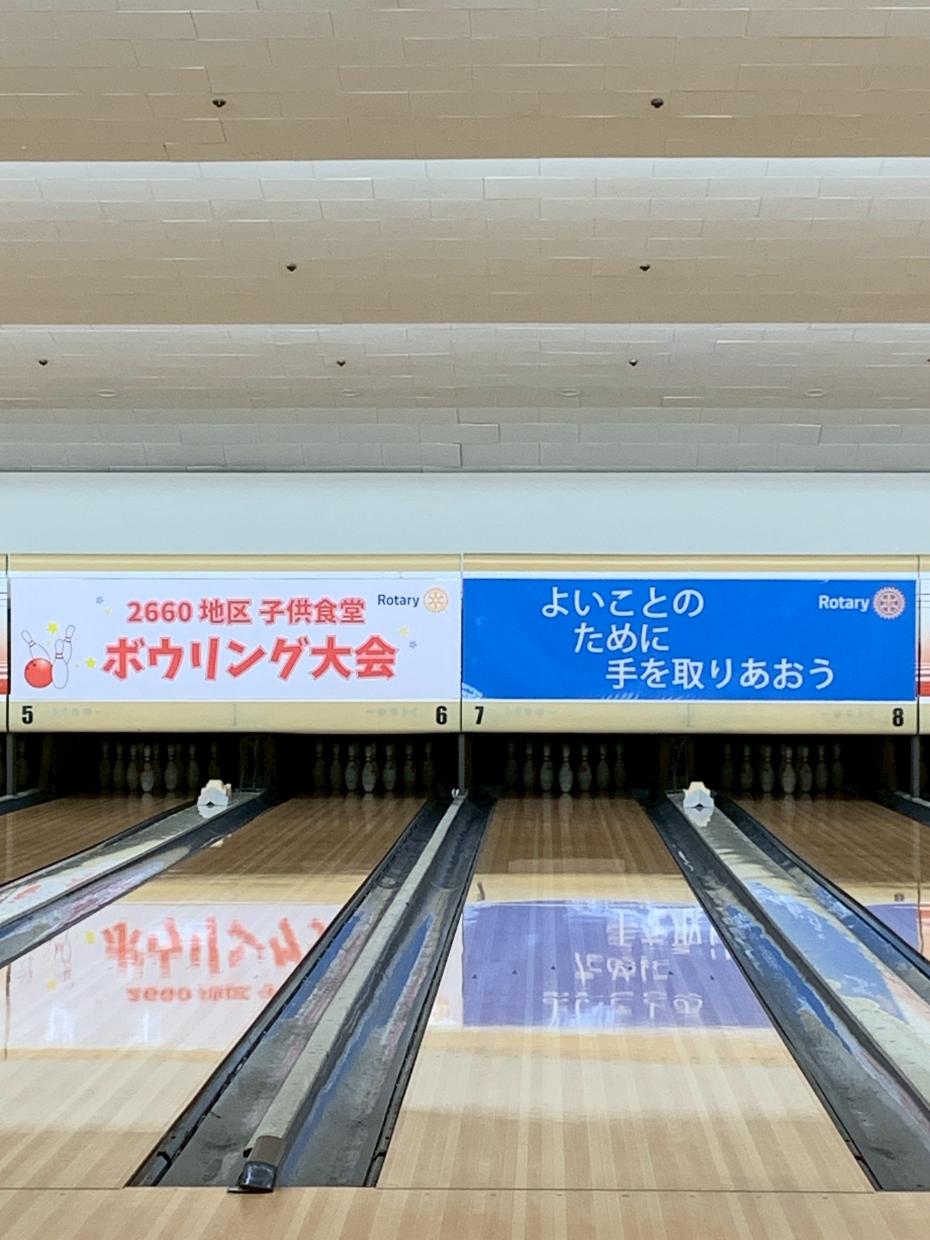 2660 地区 子供食堂
Rotary
ボウリング大会
よいことの
Rotary
ために
手を取りあおう
5
6
7
8